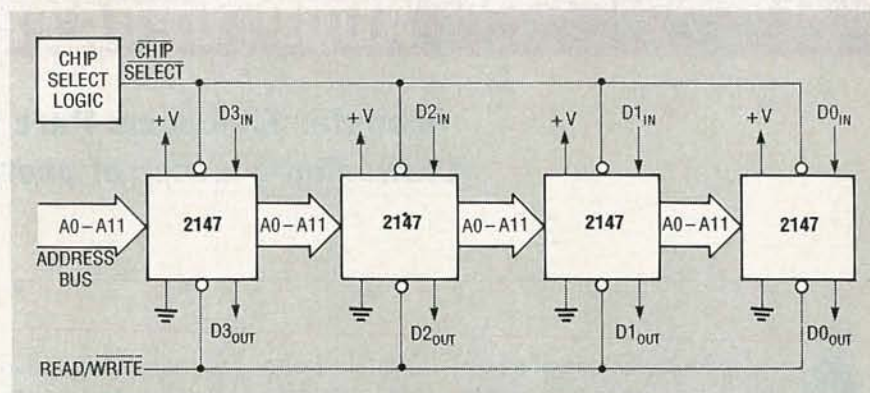 CHIP
SELECT
LOGIC
CHIP
SELECT
+V
D3IN
+V
D2IN
+V
D1IN
+V
D0IN
A0–A11
ADDRESS
BUS
2147
A0–A11
2147
A0–A11
2147
A0–A11
2147
D3OUT
D2OUT
D1OUT
D0OUT
READ/WRITE